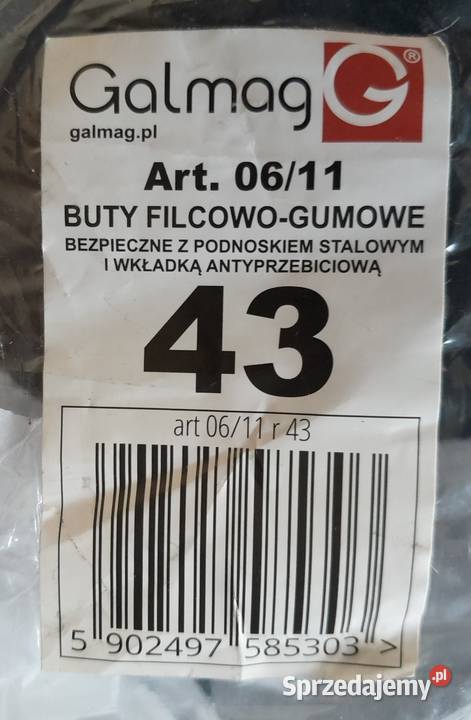 Galmag G®
galmag.pl
Art. 06/11
BUTY FILCOWO-GUMOWE
BEZPIECZNE Z PODNOSKIEM STALOWYM
I WKŁADKĄ ANTYPRZEBICIOWĄ
43
art 06/11 r 43
5 902497 585303 >
Sprzedajemy.pl